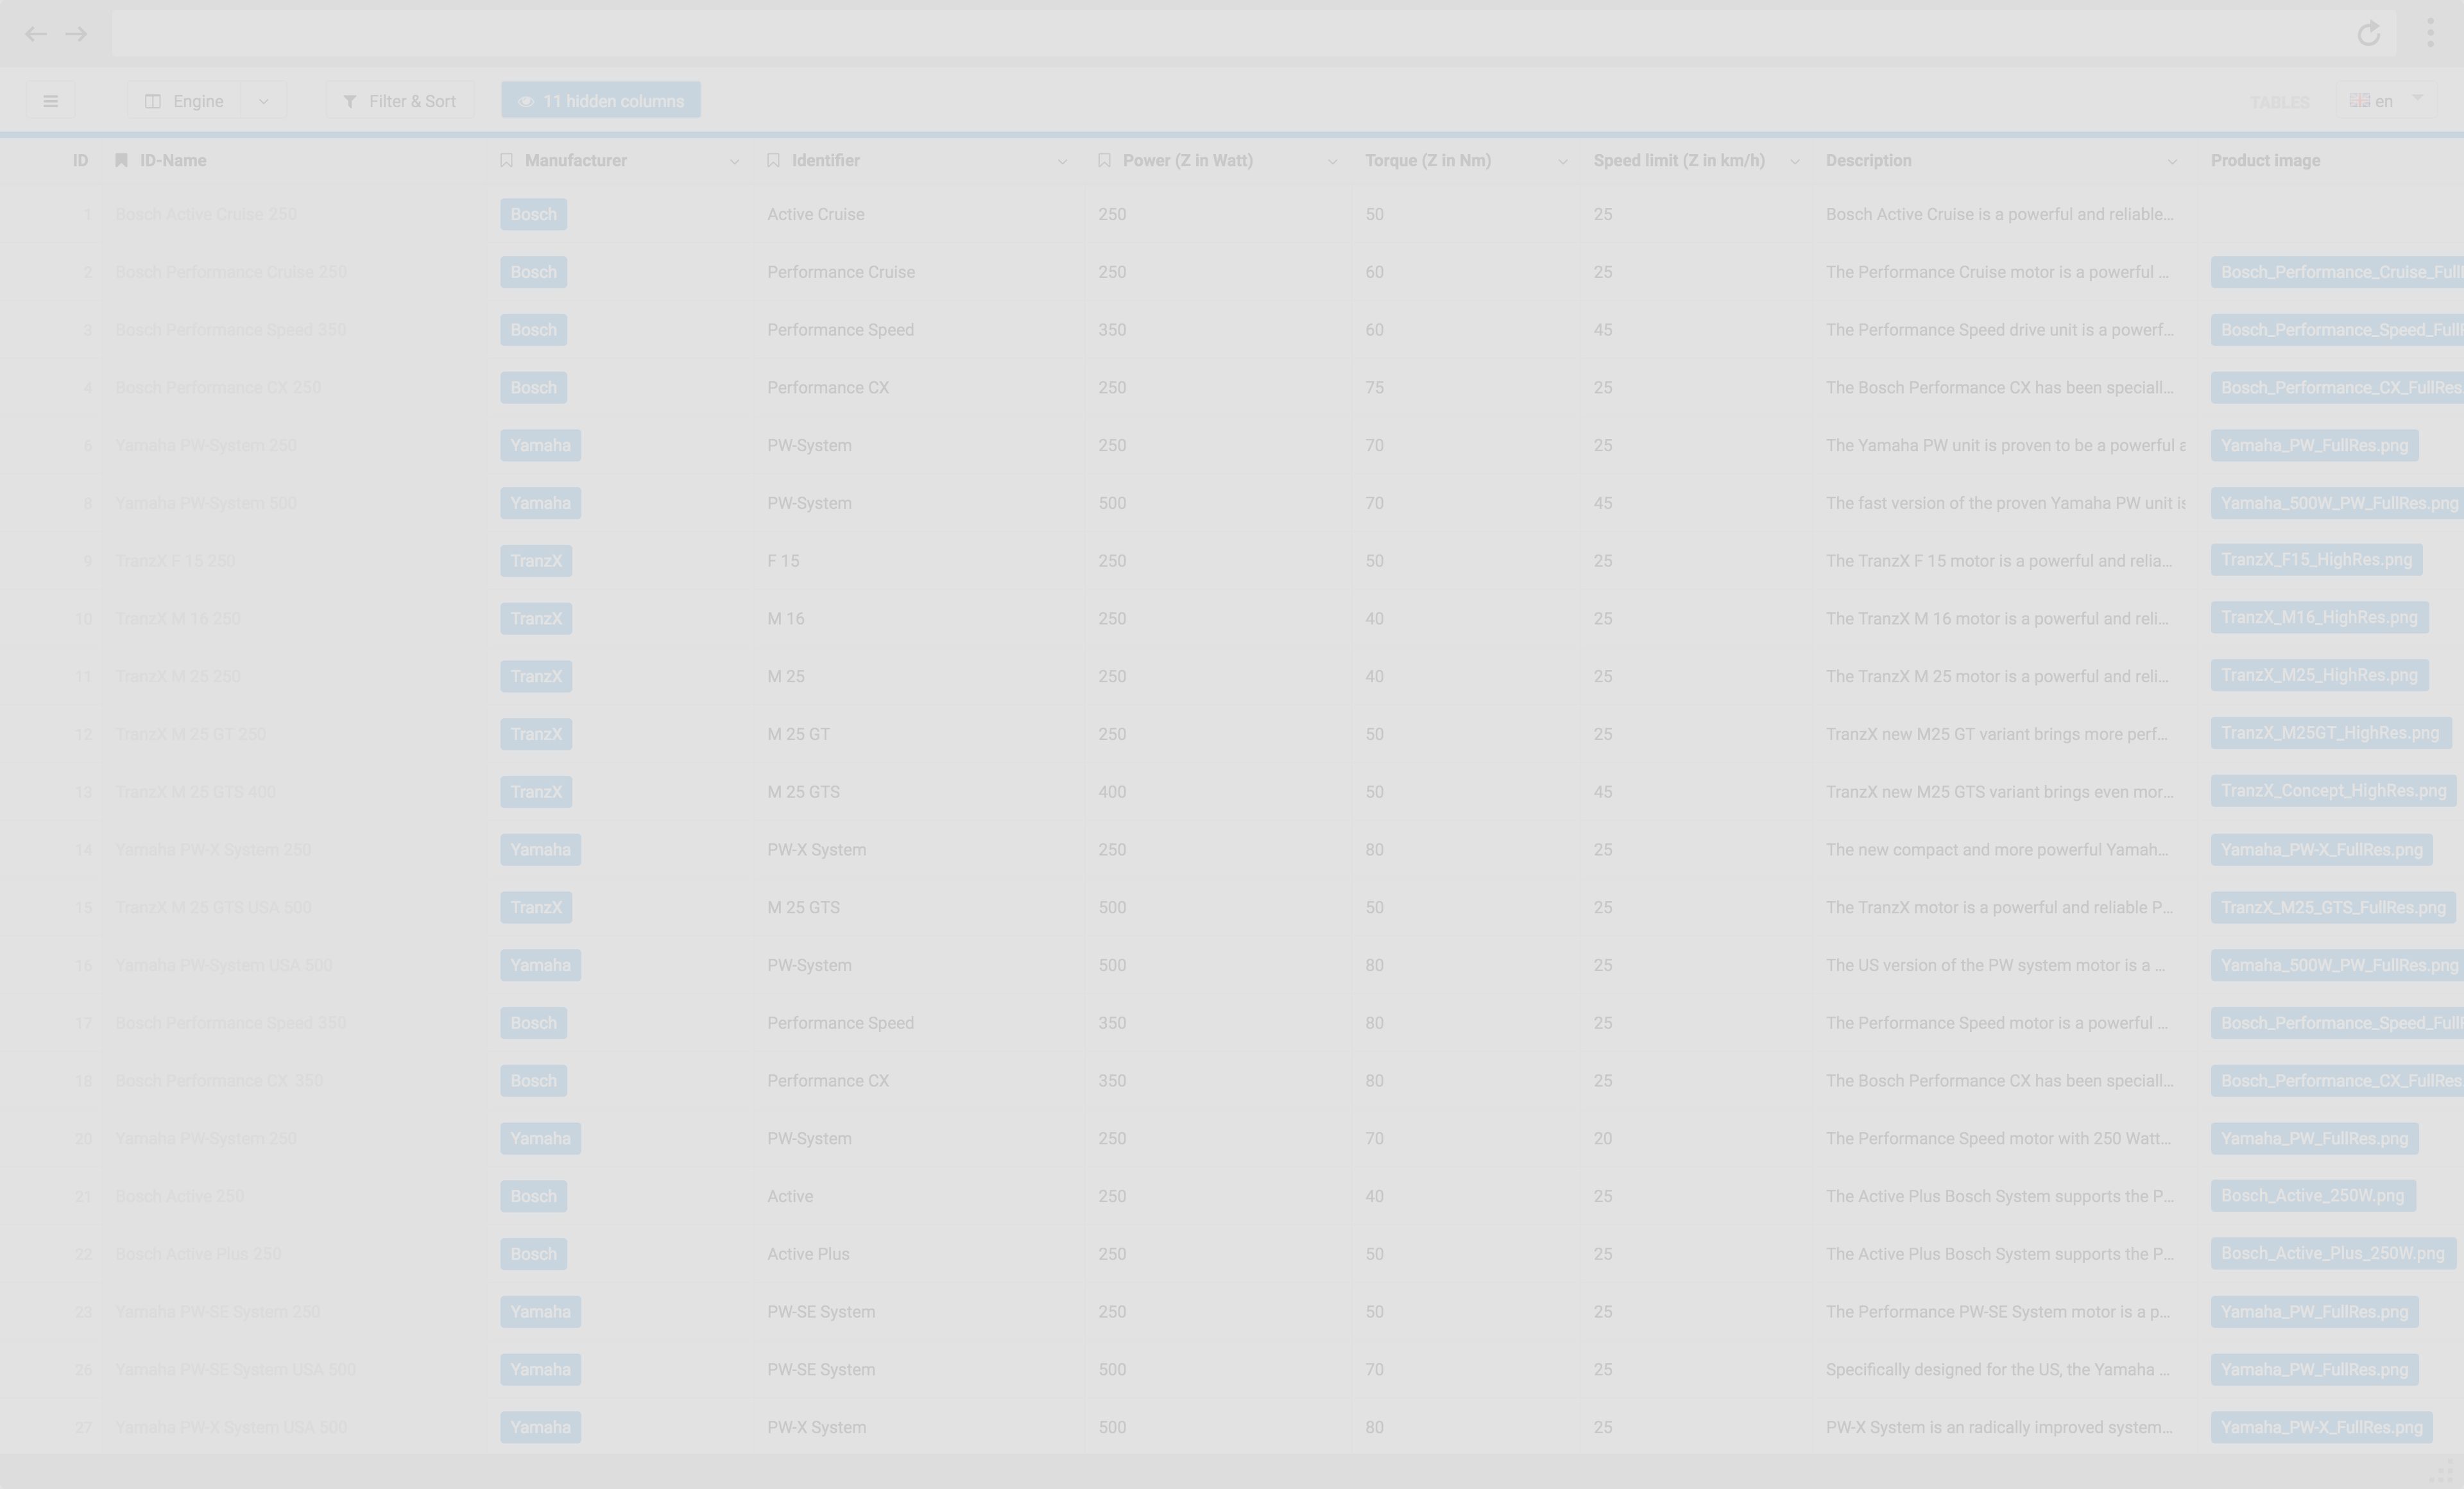 Engine Filter & Sort 11 hidden columns TABLES en
ID ID-Name Manufacturer Identifier Power (Z in Watt) Torque (Z in Nm) Speed limit (Z in km/h) Description Product image
1 Bosch Active Cruise 250 Bosch Active Cruise 250 50 25 Bosch Active Cruise is a powerful and reliable...
2 Bosch Performance Cruise 250 Bosch Performance Cruise 250 60 25 The Performance Cruise motor is a powerful ... Bosch_Performance_Cruise_Full
3 Bosch Performance Speed 350 Bosch Performance Speed 350 60 45 The Performance Speed drive unit is a powerf... Bosch_Performance_Speed_Full
4 Bosch Performance CX 250 Bosch Performance CX 250 75 25 The Bosch Performance CX has been speciall... Bosch_Performance_CX_FullRes
6 Yamaha PW-System 250 Yamaha PW-System 250 70 25 The Yamaha PW unit is proven to be a powerful a Yamaha_PW_FullRes.png
8 Yamaha PW-System 500 Yamaha PW-System 500 70 45 The fast version of the proven Yamaha PW unit is Yamaha_500W_PW_FullRes.png
9 TranzX F 15 250 TranzX F 15 250 50 25 The TranzX F 15 motor is a powerful and relia... TranzX_F15_HighRes.png
10 TranzX M 16 250 TranzX M 16 250 40 25 The TranzX M 16 motor is a powerful and reli... TranzX_M16_HighRes.png
11 TranzX M 25 250 TranzX M 25 250 40 25 The TranzX M 25 motor is a powerful and reli... TranzX_M25_HighRes.png
12 TranzX M 25 GT 250 TranzX M 25 GT 250 50 25 TranzX new M25 GT variant brings more perf... TranzX_M25GT_HighRes.png
13 TranzX M 25 GTS 400 TranzX M 25 GTS 400 50 45 TranzX new M25 GTS variant brings even mor... TranzX_Concept_HighRes.png
14 Yamaha PW-X System 250 Yamaha PW-X System 250 80 25 The new compact and more powerful Yamah... Yamaha_PW-X_FullRes.png
15 TranzX M 25 GTS USA 500 TranzX M 25 GTS 500 50 25 The TranzX motor is a powerful and reliable P... TranzX_M25_GTS_FullRes.png
16 Yamaha PW-System USA 500 Yamaha PW-System 500 80 25 The US version of the PW system motor is a ... Yamaha_500W_PW_FullRes.png
17 Bosch Performance Speed 350 Bosch Performance Speed 350 80 25 The Performance Speed motor is a powerful ... Bosch_Performance_Speed_Full
18 Bosch Performance CX 350 Bosch Performance CX 350 80 25 The Bosch Performance CX has been speciall... Bosch_Performance_CX_FullRes
20 Yamaha PW-System 250 Yamaha PW-System 250 70 20 The Performance Speed motor with 250 Watt... Yamaha_PW_FullRes.png
21 Bosch Active 250 Bosch Active 250 40 25 The Active Plus Bosch System supports the P... Bosch_Active_250W.png
22 Bosch Active Plus 250 Bosch Active Plus 250 50 25 The Active Plus Bosch System supports the P... Bosch_Active_Plus_250W.png
23 Yamaha PW-SE System 250 Yamaha PW-SE System 250 50 25 The Performance PW-SE System motor is a p... Yamaha_PW_FullRes.png
26 Yamaha PW-SE System USA 500 Yamaha PW-SE System 500 70 25 Specifically designed for the US, the Yamaha ... Yamaha_PW_FullRes.png
27 Yamaha PW-X System USA 500 Yamaha PW-X System 500 80 25 PW-X System is an radically improved system... Yamaha_PW-X_FullRes.png